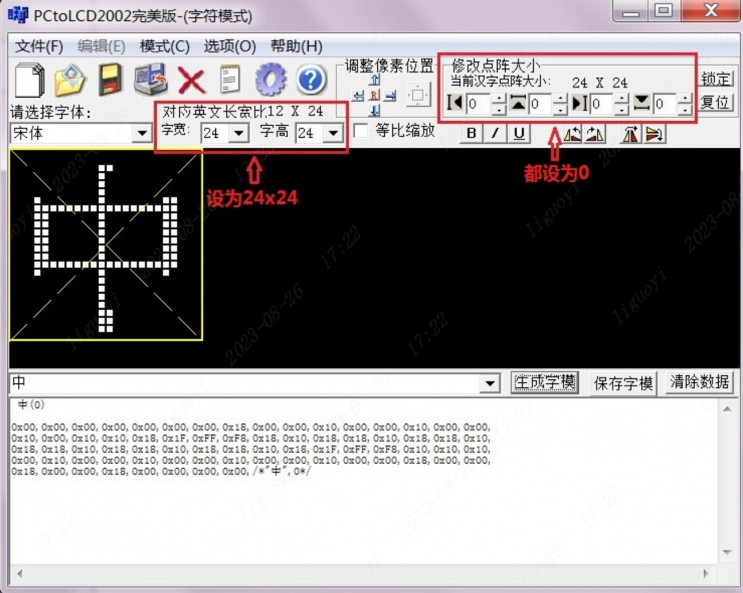 PCtoLCD2002完美版-(字符模式)
文件(F) 编辑(E) 模式(C) 选项(O) 帮助(H)
调整像素位置
修改点阵大小
当前汉字点阵大小: 24 X 24
锁定
0 0 0 0
复位
请选择字体:
对应英文长宽比12 X 24
宋体
字宽: 24 字高 24
等比缩放
B I U
设为24x24
都设为0
2023-08-26 17:22
liguoyi
中
生成字模 保存字模 清除数据
中(0)
0x00,0x00,0x00,0x00,0x00,0x00,0x00,0x18,0x00,0x00,0x10,0x00,0x00,0x10,0x00,0x00,
0x10,0x00,0x10,0x10,0x18,0x1F,0xFF,0xF8,0x18,0x10,0x18,0x18,0x10,0x18,0x18,0x10,
0x18,0x18,0x10,0x18,0x18,0x10,0x18,0x18,0x10,0x18,0x1F,0xFF,0xF8,0x10,0x10,0x10,
0x00,0x10,0x00,0x00,0x10,0x00,0x00,0x10,0x00,0x00,0x10,0x00,0x00,0x18,0x00,0x00,
0x18,0x00,0x00,0x18,0x00,0x00,0x00,0x00,/*"中",0*/